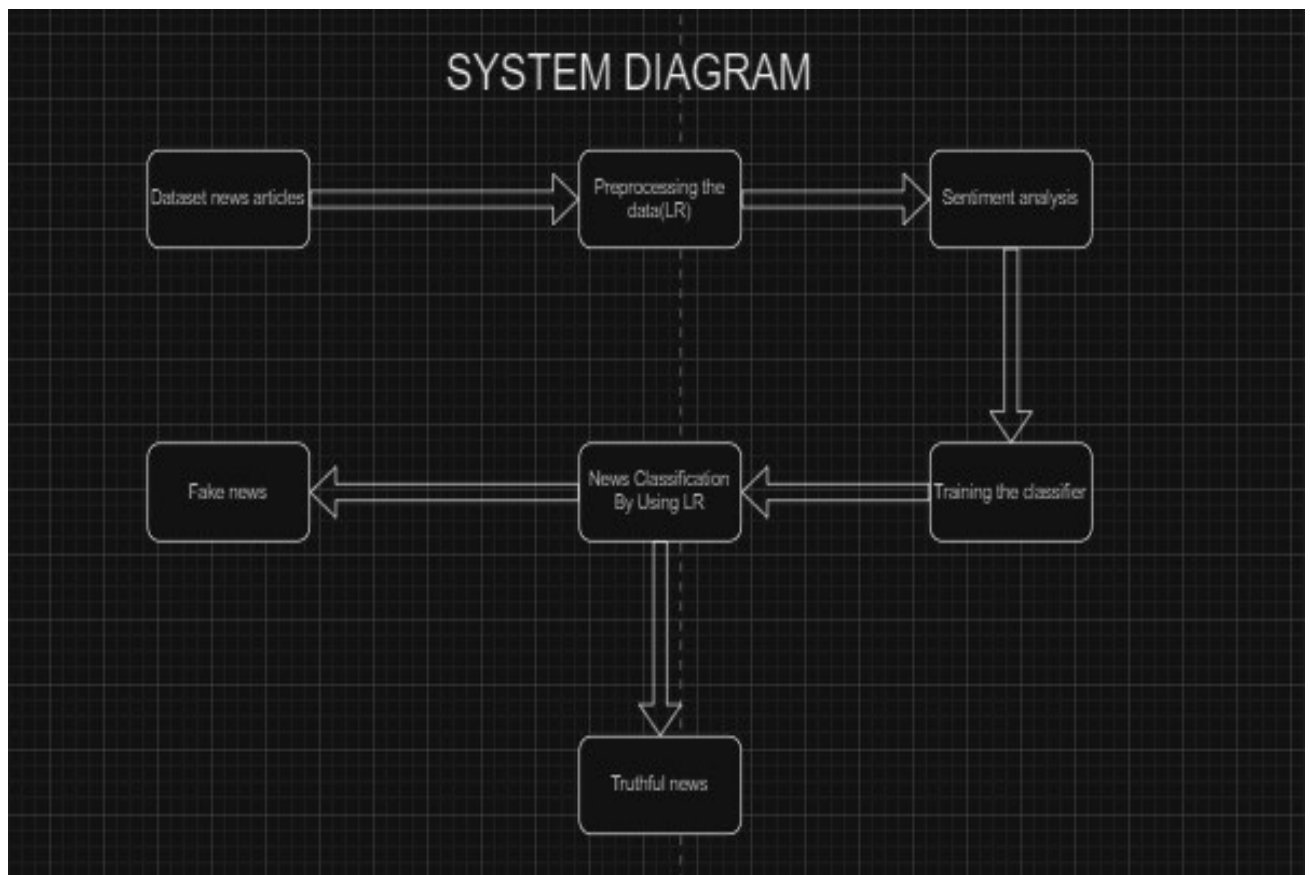 SYSTEM DIAGRAM
Dataset news articles
Preprocessing the
data(LR)
Sentiment analysis
Fake news
News Classification
By Using LR
Training the classifier
Truthful news